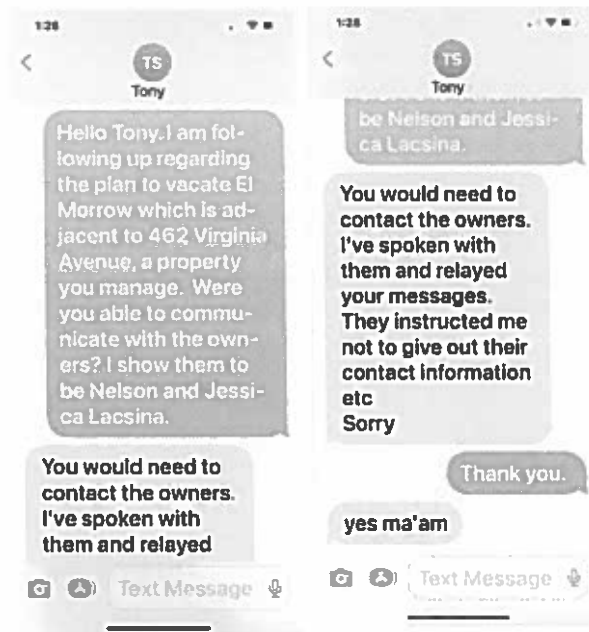 1:26
TS
Tony
Hello Tony.I am fol-
lowing up regarding
the plan to vacate El
Morrow which is ad-
jacent to 462 Virginia
Avenue, a property
you manage. Were
you able to commu-
nicate with the own-
ers? I show them to
be Nelson and Jessi-
ca Lacsina.
You would need to
contact the owners.
I've spoken with
them and relayed
Text Message
1:26
TS
Tony
be Nelson and Jessi-
ca Lacsina.
You would need to
contact the owners.
I've spoken with
them and relayed
your messages.
They instructed me
not to give out their
contact information
etc
Sorry
Thank you.
yes ma'am
Text Message